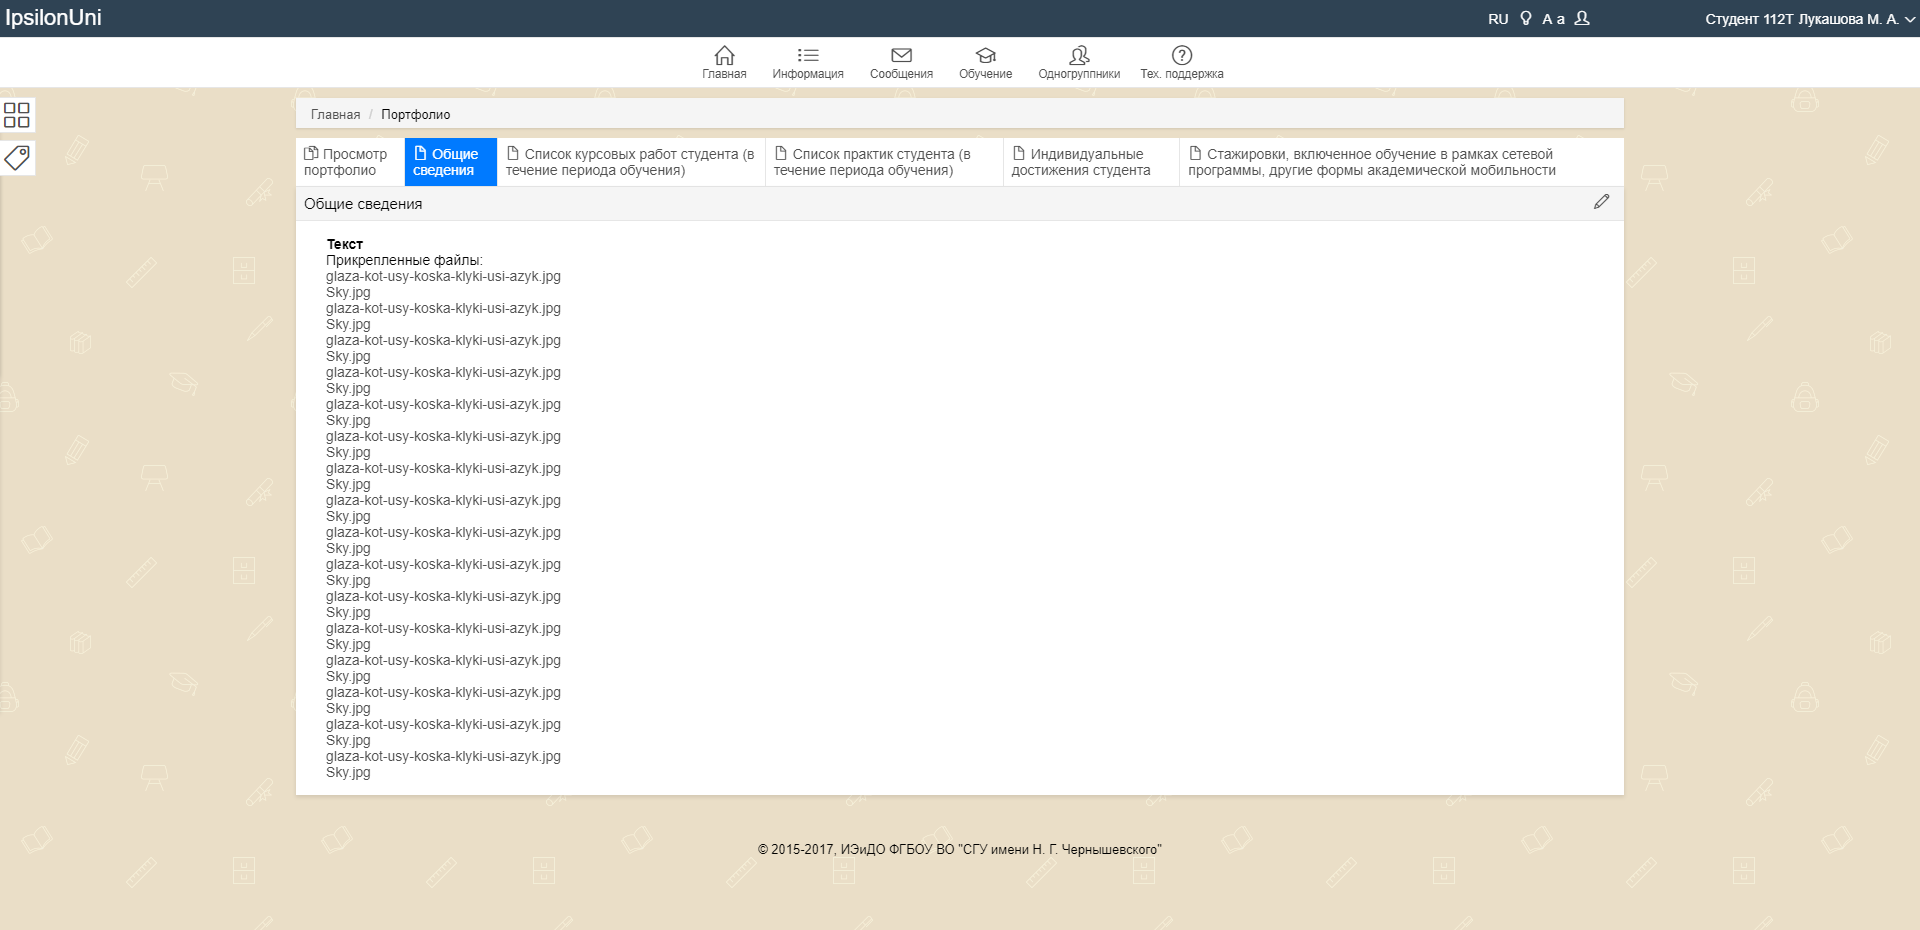 IpsilonUni
RU A a Студент 112Т Лукашова М. А.
Главная Информация Сообщения Обучение Одногруппники Тех. поддержка
Главная / Портфолио
Просмотр портфолио
Общие сведения
Список курсовых работ студента (в течение периода обучения)
Список практик студента (в течение периода обучения)
Индивидуальные достижения студента
Стажировки, включенное обучение в рамках сетевой программы, другие формы академической мобильности
Общие сведения
Текст
Прикрепленные файлы:
glaza-kot-usy-koska-klyki-usi-azyk.jpg
Sky.jpg
glaza-kot-usy-koska-klyki-usi-azyk.jpg
Sky.jpg
glaza-kot-usy-koska-klyki-usi-azyk.jpg
Sky.jpg
glaza-kot-usy-koska-klyki-usi-azyk.jpg
Sky.jpg
glaza-kot-usy-koska-klyki-usi-azyk.jpg
Sky.jpg
glaza-kot-usy-koska-klyki-usi-azyk.jpg
Sky.jpg
glaza-kot-usy-koska-klyki-usi-azyk.jpg
Sky.jpg
glaza-kot-usy-koska-klyki-usi-azyk.jpg
Sky.jpg
glaza-kot-usy-koska-klyki-usi-azyk.jpg
Sky.jpg
glaza-kot-usy-koska-klyki-usi-azyk.jpg
Sky.jpg
glaza-kot-usy-koska-klyki-usi-azyk.jpg
Sky.jpg
glaza-kot-usy-koska-klyki-usi-azyk.jpg
Sky.jpg
glaza-kot-usy-koska-klyki-usi-azyk.jpg
Sky.jpg
glaza-kot-usy-koska-klyki-usi-azyk.jpg
Sky.jpg
glaza-kot-usy-koska-klyki-usi-azyk.jpg
Sky.jpg
glaza-kot-usy-koska-klyki-usi-azyk.jpg
Sky.jpg
© 2015-2017, ИЭиДО ФГБОУ ВО "СГУ имени Н. Г. Чернышевского"